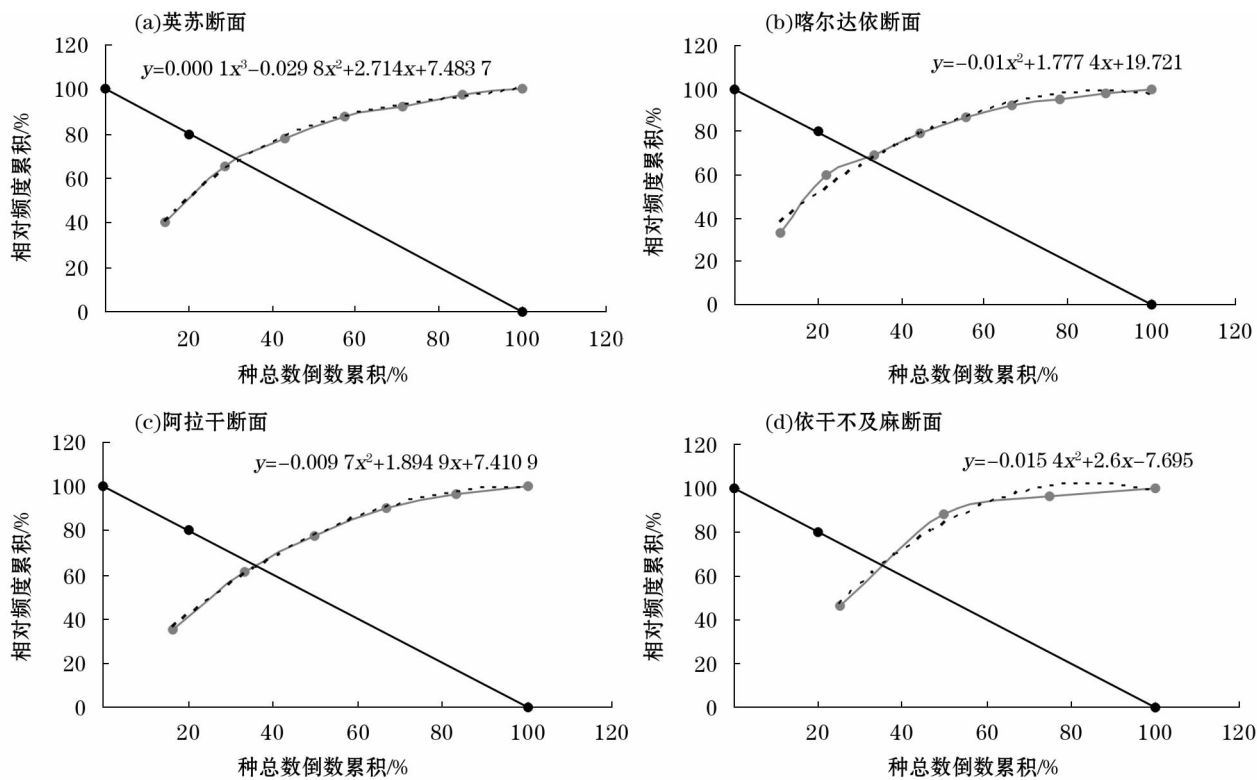 (a)英苏断面
y=0.000 1x³-0.029 8x²+2.714x+7.483 7
120
100
80
60
40
20
0
20 40 60 80 100 120
相对频度累积/%
种总数倒数累积/%
(b)喀尔达依断面
y=-0.01x²+1.777 4x+19.721
120
100
80
60
40
20
0
20 40 60 80 100 120
相对频度累积/%
种总数倒数累积/%
(c)阿拉干断面
y=-0.009 7x²+1.894 9x+7.410 9
120
100
80
60
40
20
0
20 40 60 80 100 120
相对频度累积/%
种总数倒数累积/%
(d)依干不及麻断面
y=-0.015 4x²+2.6x-7.695
120
100
80
60
40
20
0
20 40 60 80 100 120
相对频度累积/%
种总数倒数累积/%